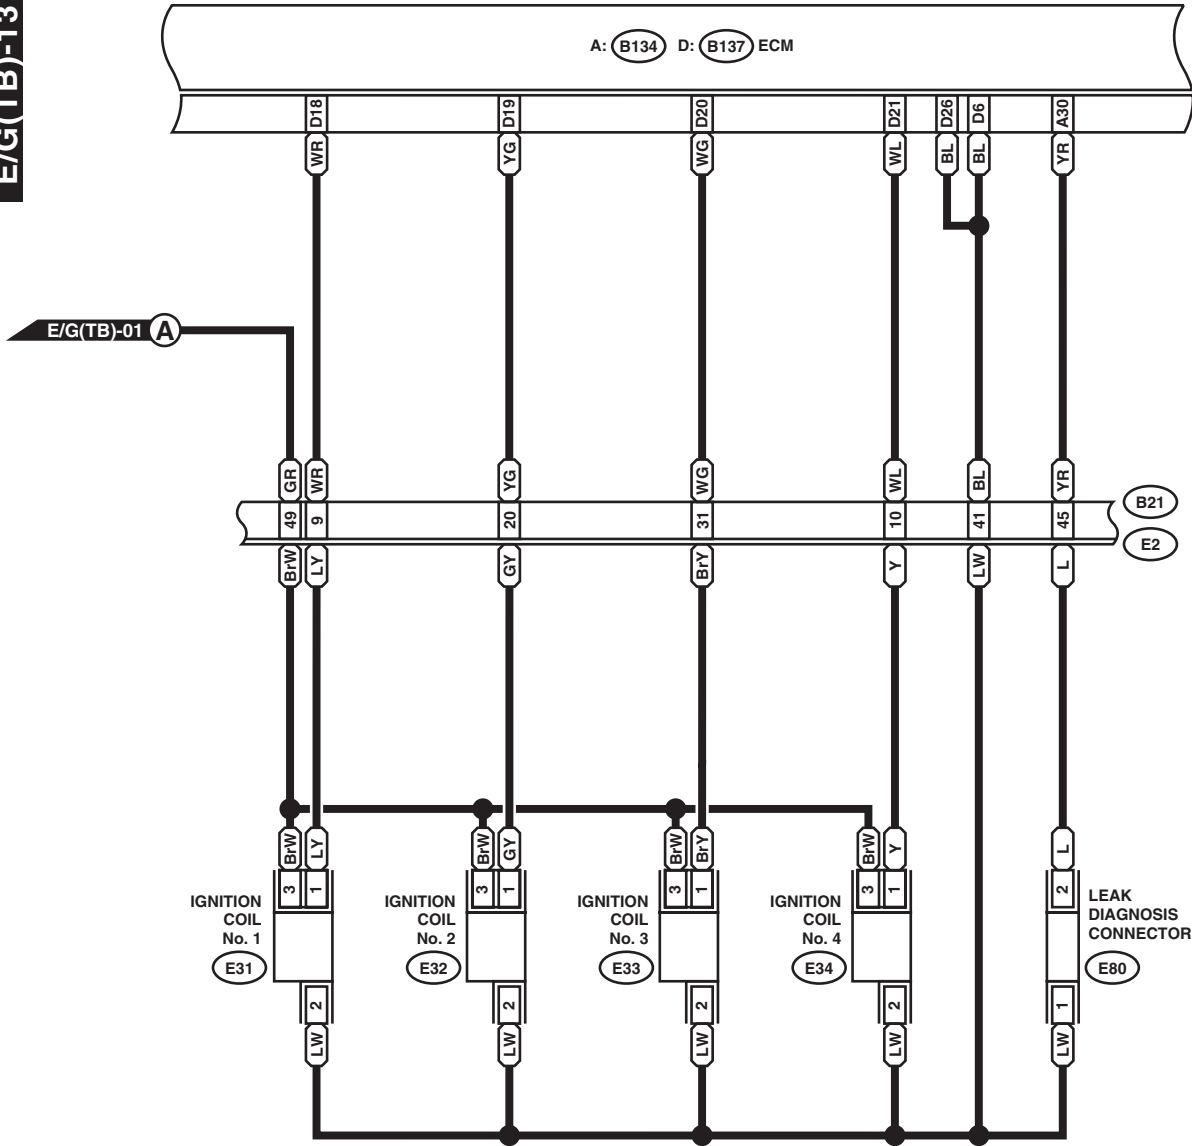 E/G(TB)-13
A: B134 D: B137 ECM
D18 D19 D20 D21 D26 D6 A30
WR YG WG WL BL BL YR
E/G(TB)-01 A
GR WR YG WG WL BL YR
49 9 20 31 10 41 45
B21
E2
BrW LY GY BrY Y LW L
BrW LY BrW GY BrW BrY BrW Y L
3 1 3 1 3 1 3 1 2
IGNITION
COIL
No. 1
E31
IGNITION
COIL
No. 2
E32
IGNITION
COIL
No. 3
E33
IGNITION
COIL
No. 4
E34
LEAK
DIAGNOSIS
CONNECTOR
E80
2 2 2 2 1
LW LW LW LW LW